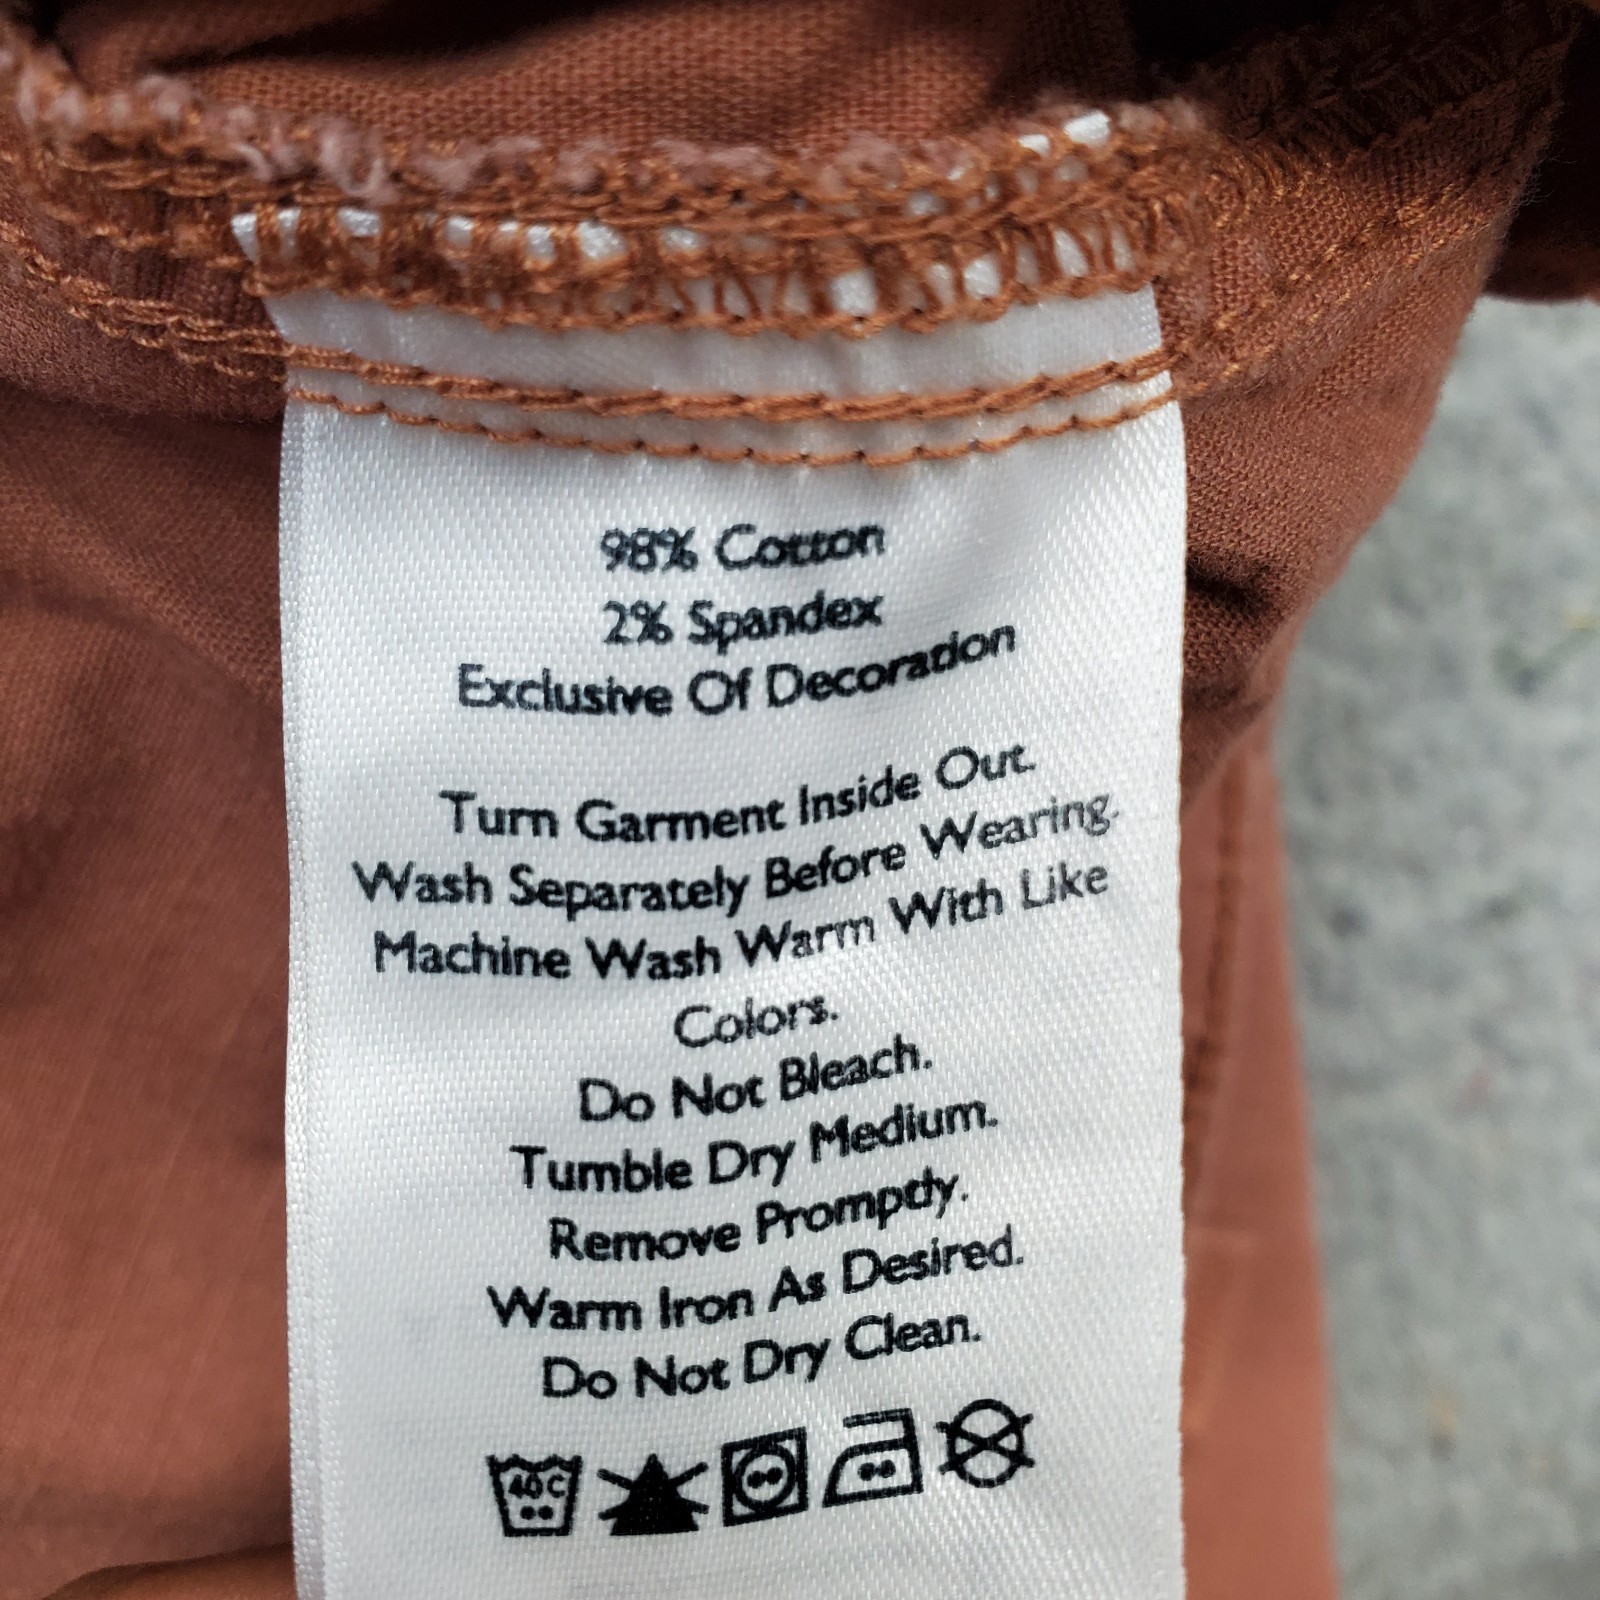 98% Cotton
2% Spandex
Exclusive Of Decoration
Turn Garment Inside Out.
Wash Separately Before Wearing.
Machine Wash Warm With Like
Colors.
Do Not Bleach.
Tumble Dry Medium.
Remove Promptly.
Warm Iron As Desired.
Do Not Dry Clean.
40C